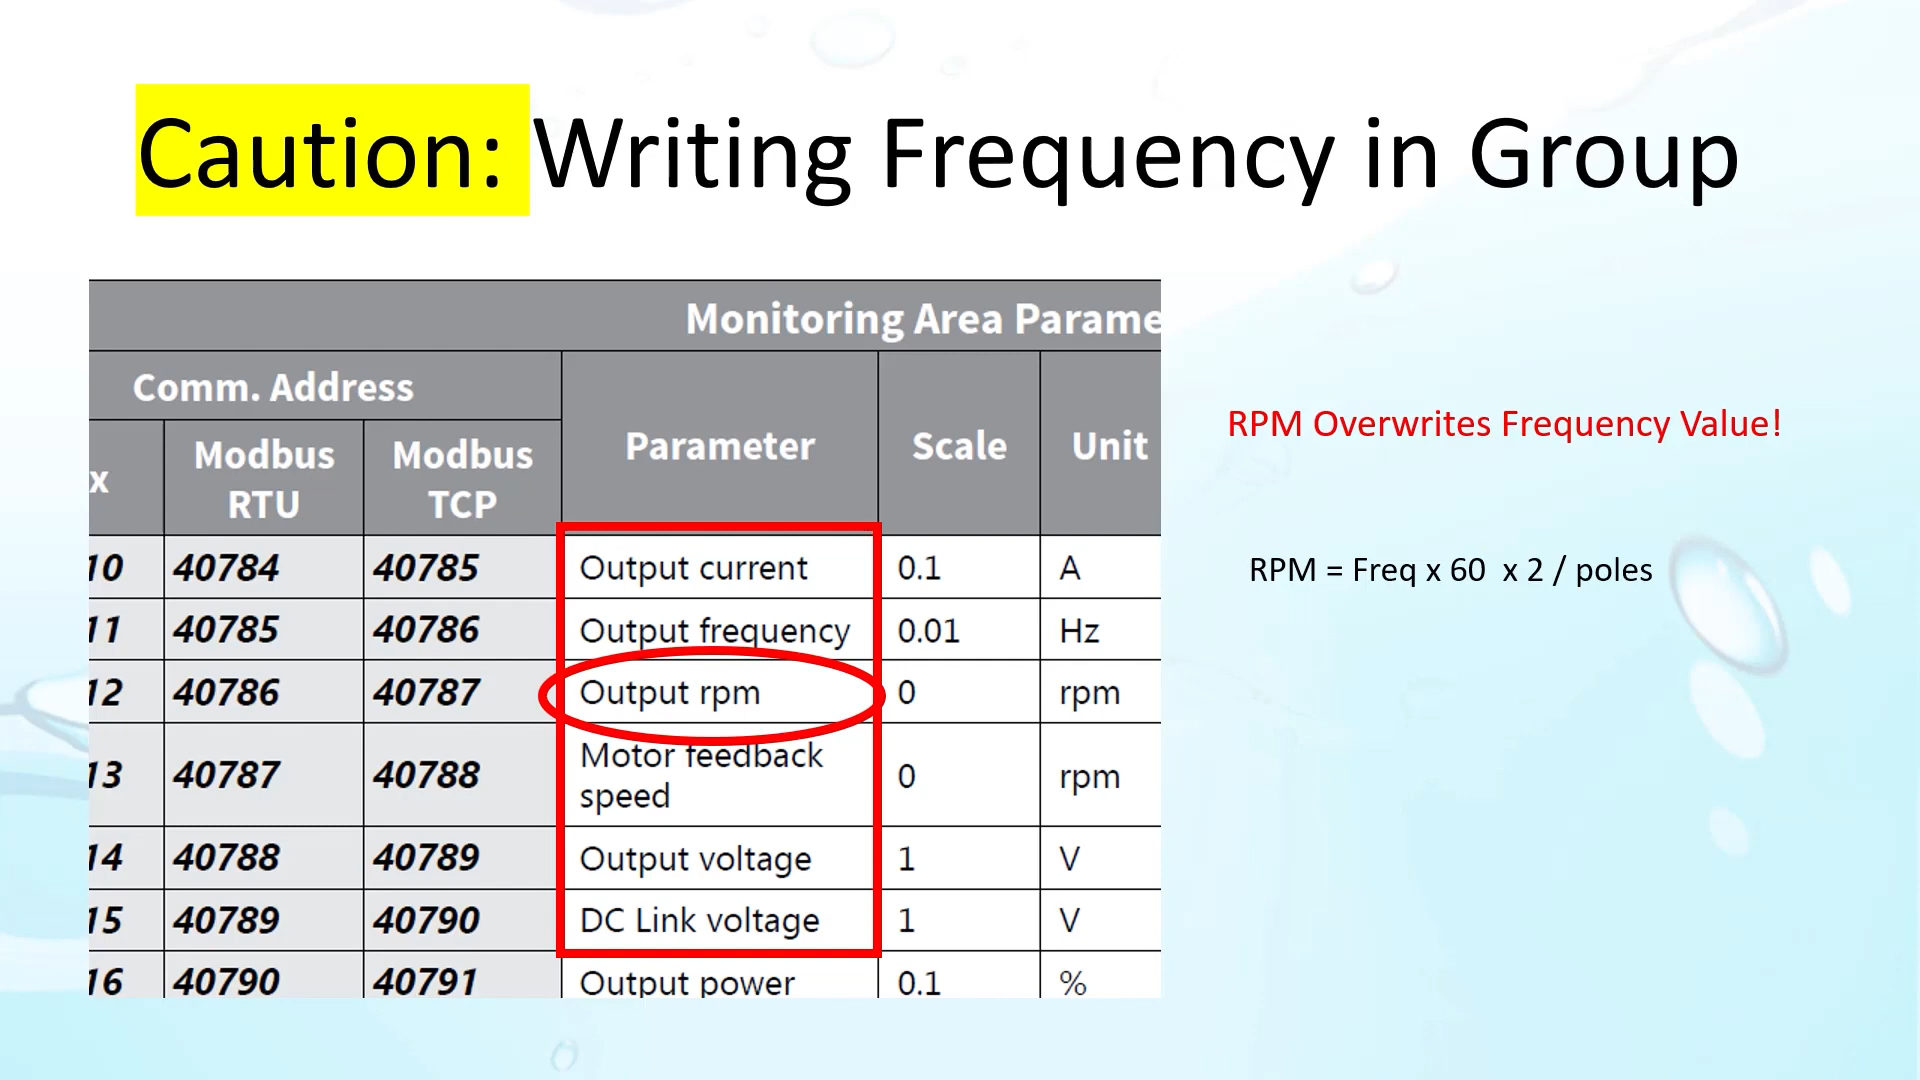 Caution: Writing Frequency in Group
Monitoring Area Parame
Comm. Address
Parameter
Scale
Unit
x
Modbus RTU
Modbus TCP
10 40784 40785 Output current 0.1 A
11 40785 40786 Output frequency 0.01 Hz
12 40786 40787 Output rpm 0 rpm
13 40787 40788 Motor feedback speed 0 rpm
14 40788 40789 Output voltage 1 V
15 40789 40790 DC Link voltage 1 V
16 40790 40791 Output power 0.1 %
RPM Overwrites Frequency Value!
RPM = Freq x 60  x 2 / poles